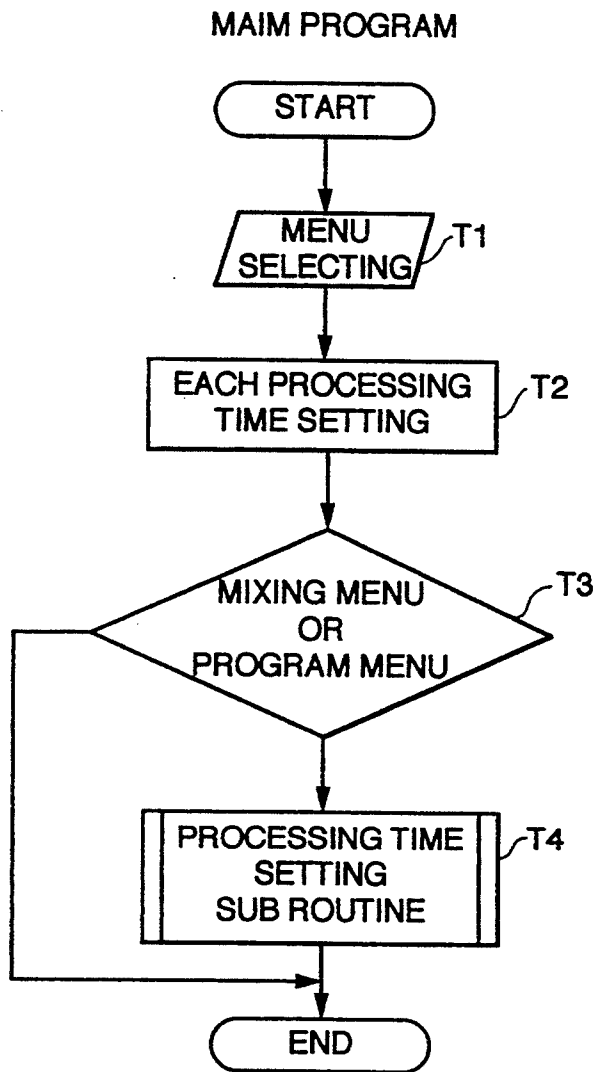 MAIM PROGRAM
START
MENU
SELECTING
T1
EACH PROCESSING
TIME SETTING
T2
MIXING MENU
OR
PROGRAM MENU
T3
PROCESSING TIME
SETTING
SUB ROUTINE
T4
END